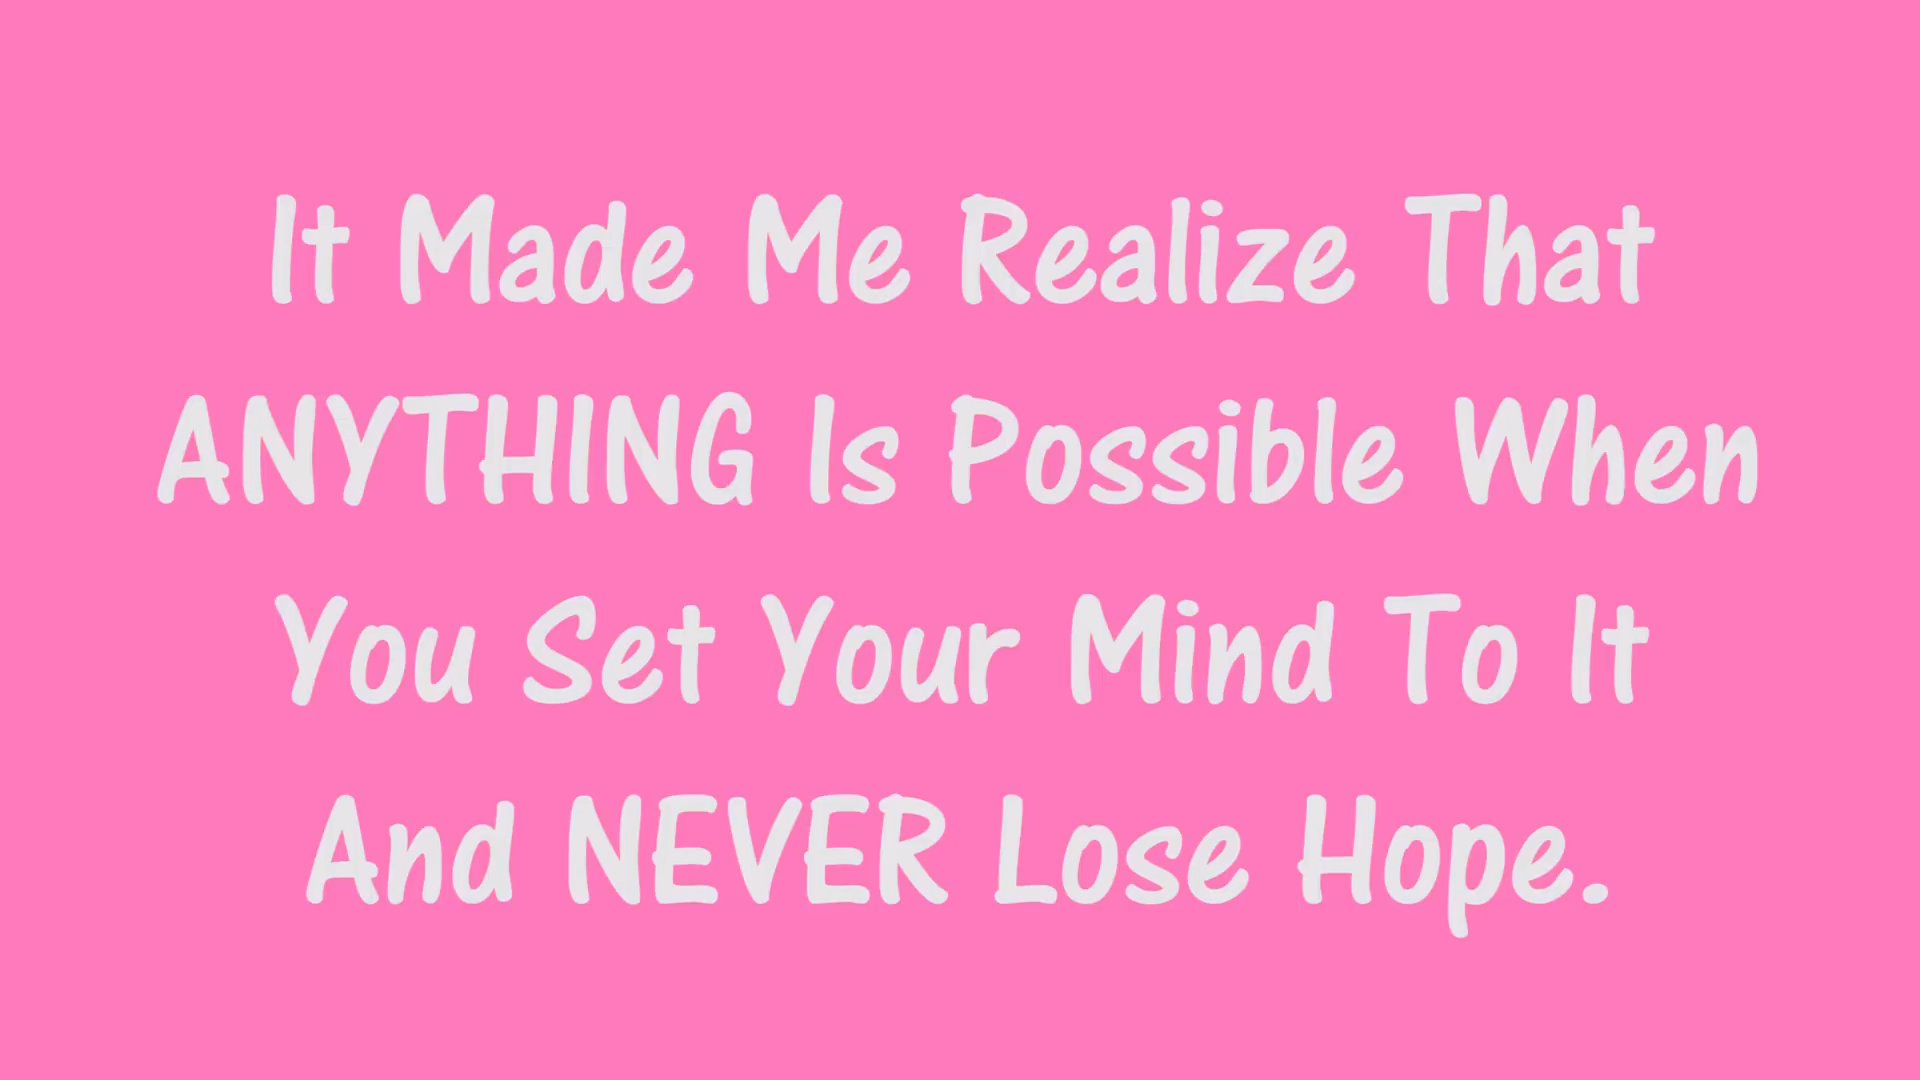 It Made Me Realize That
ANYTHING Is Possible When
You Set Your Mind To It
And NEVER Lose Hope.